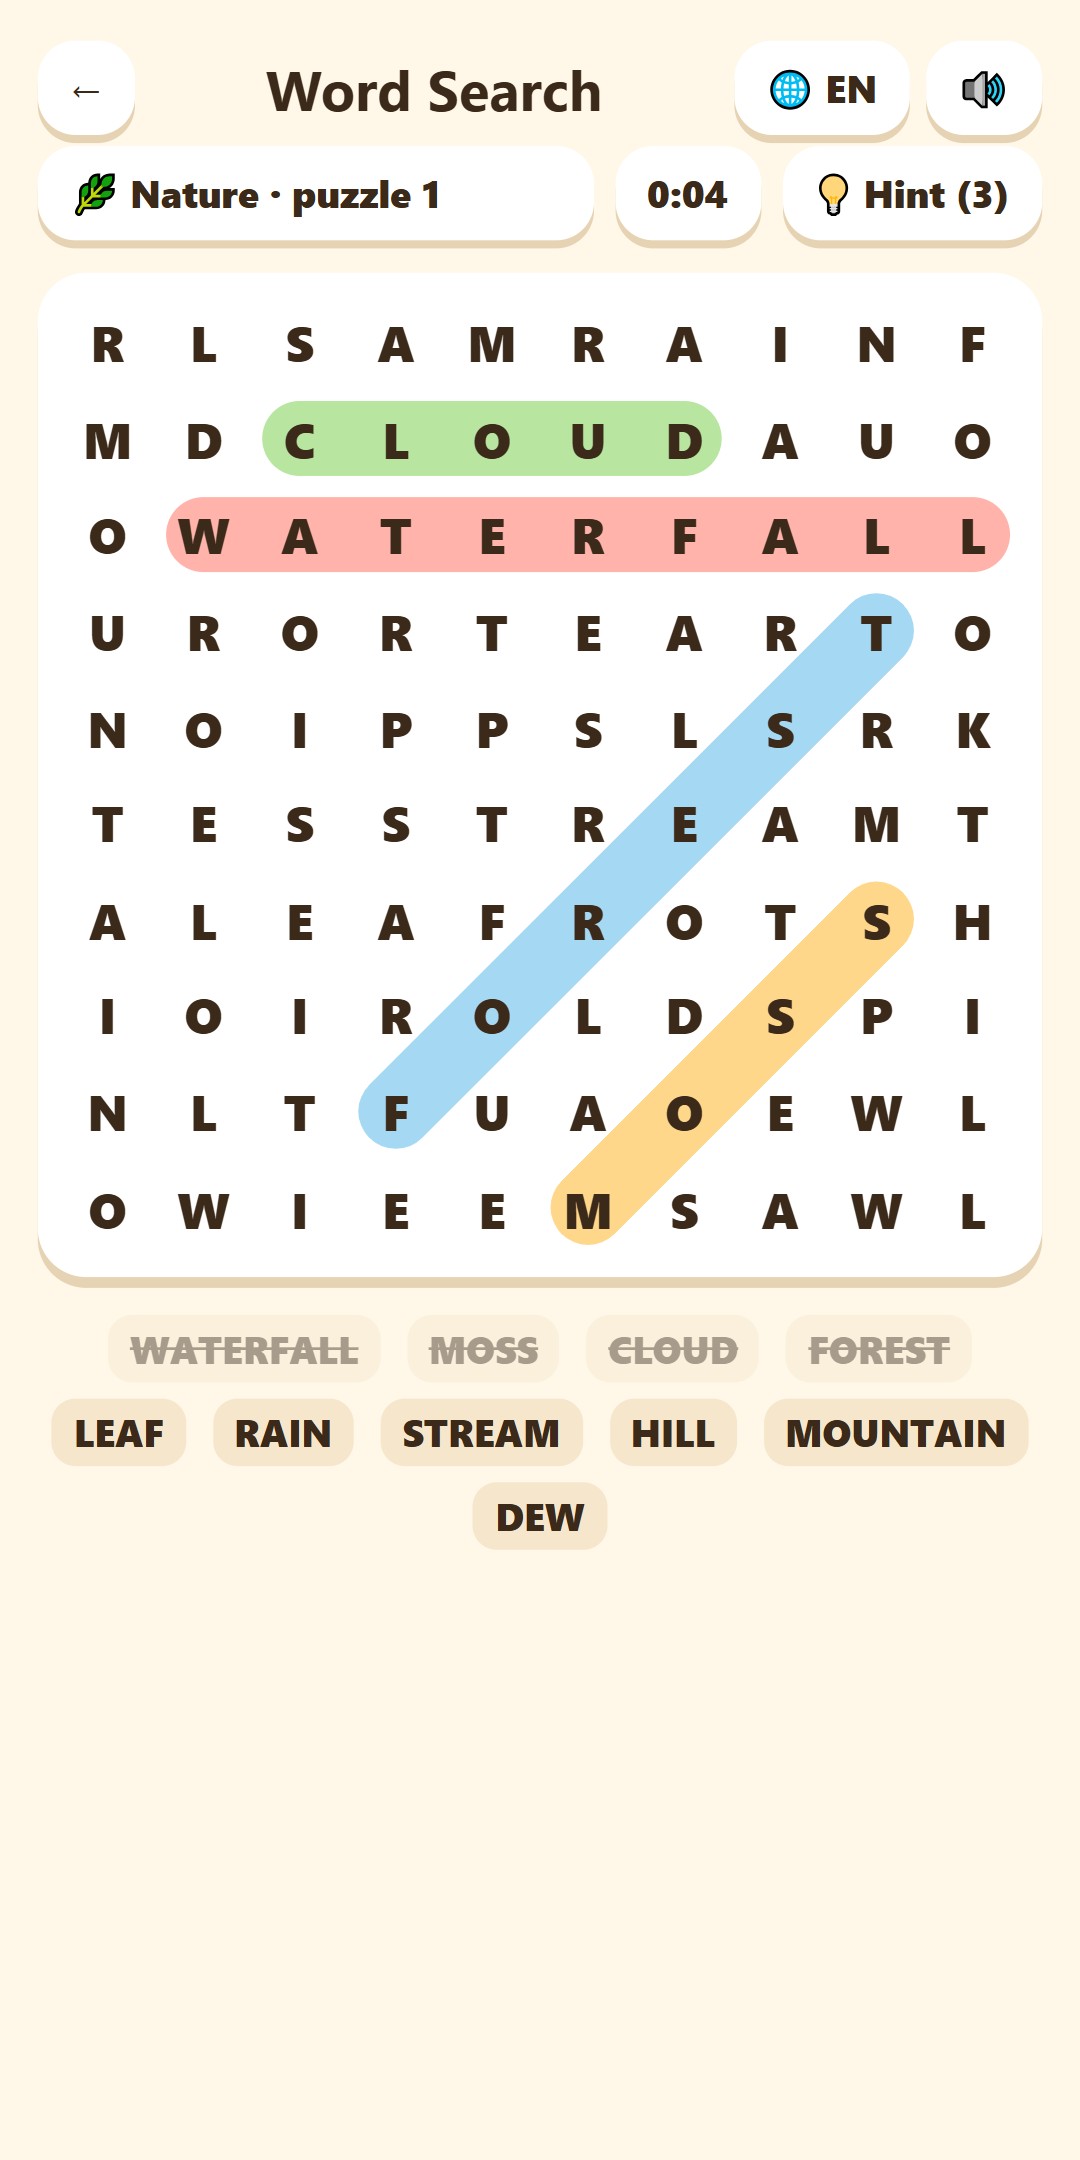 ← Word Search 🌐 EN 🔊
🌿 Nature · puzzle 1 0:04 💡 Hint (3)
R L S A M R A I N F
M D C L O U D A U O
O W A T E R F A L L
U R O R T E A R T O
N O I P P S L S R K
T E S S T R E A M T
A L E A F R O T S H
I O I R O L D S P I
N L T F U A O E W L
O W I E E M S A W L
WATERFALL MOSS CLOUD FOREST
LEAF RAIN STREAM HILL MOUNTAIN
DEW